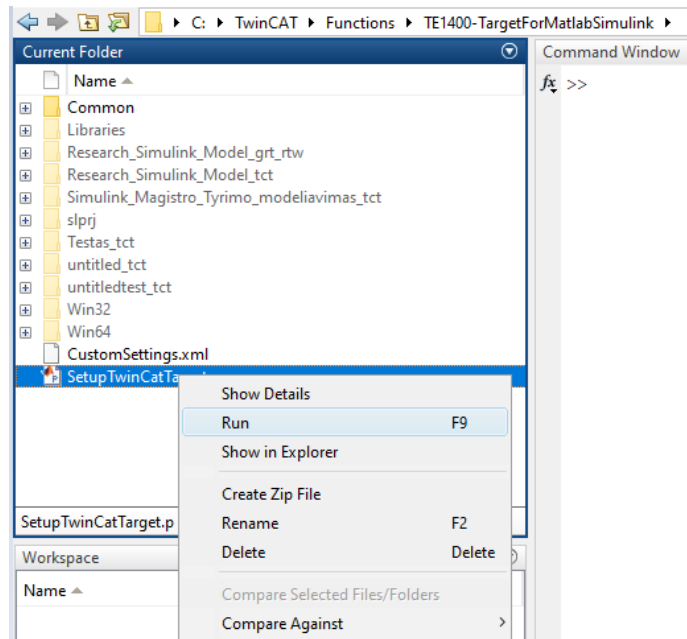 C: ▸ TwinCAT ▸ Functions ▸ TE1400-TargetForMatlabSimulink ▸
Current Folder
Command Window
Name
fx >>
Common
Libraries
Research_Simulink_Model_grt_rtw
Research_Simulink_Model_tct
Simulink_Magistro_Tyrimo_modeliavimas_tct
slprj
Testas_tct
untitled_tct
untitledtest_tct
Win32
Win64
CustomSettings.xml
SetupTwinCatTa
Show Details
Run F9
Show in Explorer
Create Zip File
SetupTwinCatTarget.p
Rename F2
Workspace
Delete Delete
Name
Compare Selected Files/Folders
Compare Against >